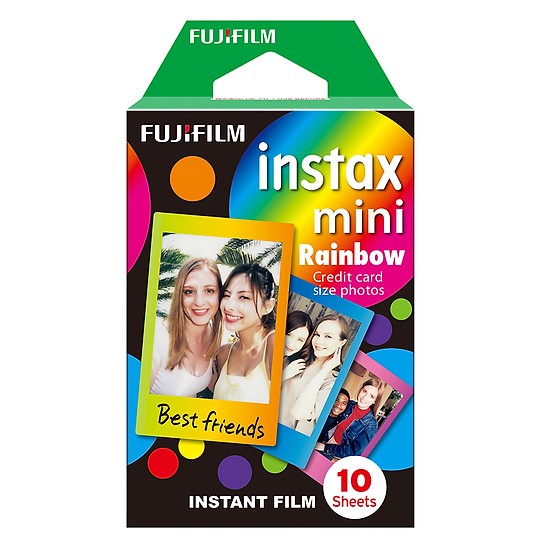 FUJIFILM
FUJIFILM
instax
mini
Rainbow
Credit card
size photos
Best friends
INSTANT FILM
10
Sheets